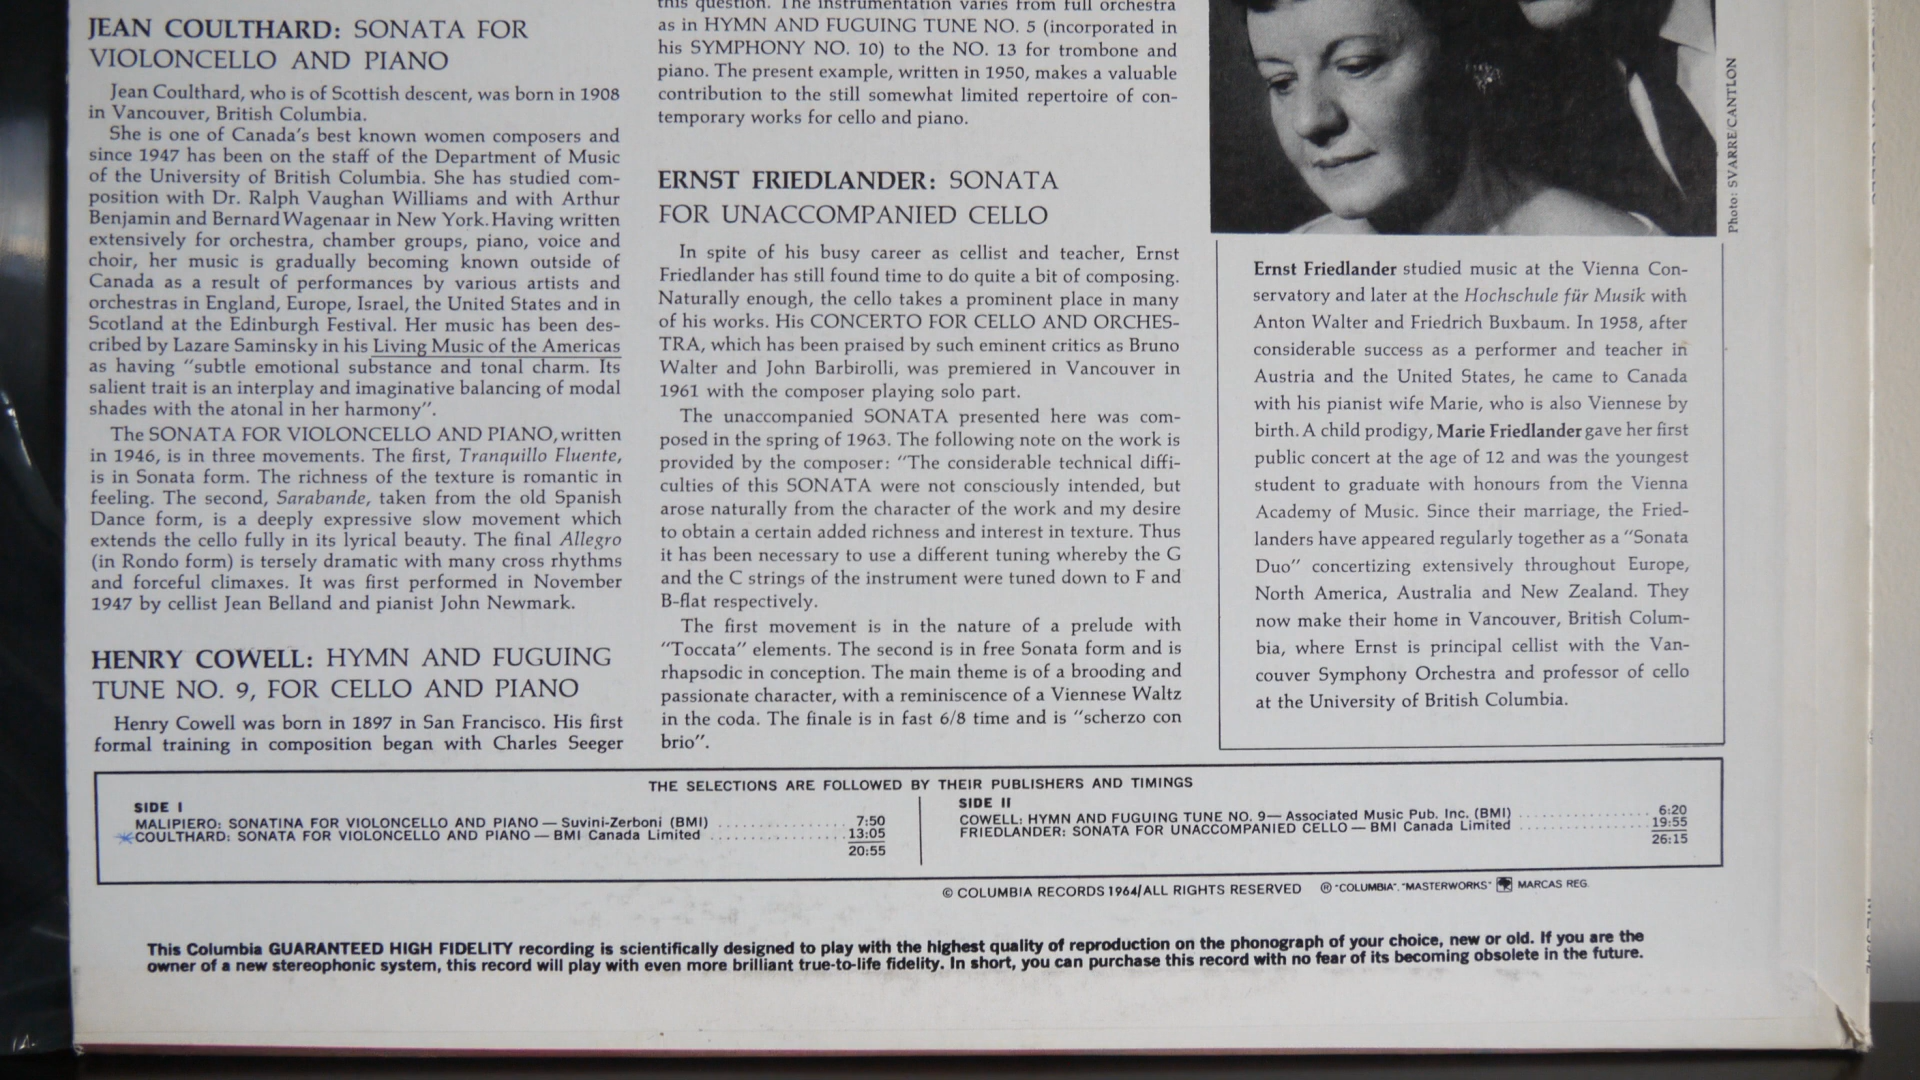 JEAN COULTHARD: SONATA FOR
VIOLONCELLO AND PIANO
Jean Coulthard, who is of Scottish descent, was born in 1908
in Vancouver, British Columbia.
She is one of Canada's best known women composers and
since 1947 has been on the staff of the Department of Music
of the University of British Columbia. She has studied com-
position with Dr. Ralph Vaughan Williams and with Arthur
Benjamin and Bernard Wagenaar in New York. Having written
extensively for orchestra, chamber groups, piano, voice and
choir, her music is gradually becoming known outside of
Canada as a result of performances by various artists and
orchestras in England, Europe, Israel, the United States and in
Scotland at the Edinburgh Festival. Her music has been des-
cribed by Lazare Saminsky in his Living Music of the Americas
as having "subtle emotional substance and tonal charm. Its
salient trait is an interplay and imaginative balancing of modal
shades with the atonal in her harmony".
The SONATA FOR VIOLONCELLO AND PIANO, written
in 1946, is in three movements. The first, Tranquillo Fluente,
is in Sonata form. The richness of the texture is romantic in
feeling. The second, Sarabande, taken from the old Spanish
Dance form, is a deeply expressive slow movement which
extends the cello fully in its lyrical beauty. The final Allegro
(in Rondo form) is tersely dramatic with many cross rhythms
and forceful climaxes. It was first performed in November
1947 by cellist Jean Belland and pianist John Newmark.
HENRY COWELL: HYMN AND FUGUING
TUNE NO. 9, FOR CELLO AND PIANO
Henry Cowell was born in 1897 in San Francisco. His first
formal training in composition began with Charles Seeger
this question. The instrumentation varies from full orchestra
as in HYMN AND FUGUING TUNE NO. 5 (incorporated in
his SYMPHONY NO. 10) to the NO. 13 for trombone and
piano. The present example, written in 1950, makes a valuable
contribution to the still somewhat limited repertoire of con-
temporary works for cello and piano.
ERNST FRIEDLANDER: SONATA
FOR UNACCOMPANIED CELLO
In spite of his busy career as cellist and teacher, Ernst
Friedlander has still found time to do quite a bit of composing.
Naturally enough, the cello takes a prominent place in many
of his works. His CONCERTO FOR CELLO AND ORCHES-
TRA, which has been praised by such eminent critics as Bruno
Walter and John Barbirolli, was premiered in Vancouver in
1961 with the composer playing solo part.
The unaccompanied SONATA presented here was com-
posed in the spring of 1963. The following note on the work is
provided by the composer: "The considerable technical diffi-
culties of this SONATA were not consciously intended, but
arose naturally from the character of the work and my desire
to obtain a certain added richness and interest in texture. Thus
it has been necessary to use a different tuning whereby the G
and the C strings of the instrument were tuned down to F and
B-flat respectively.
The first movement is in the nature of a prelude with
"Toccata" elements. The second is in free Sonata form and is
rhapsodic in conception. The main theme is of a brooding and
passionate character, with a reminiscence of a Viennese Waltz
in the coda. The finale is in fast 6/8 time and is "scherzo con
brio".
Photo: SVARRE/CANTLON
Ernst Friedlander studied music at the Vienna Con-
servatory and later at the Hochschule für Musik with
Anton Walter and Friedrich Buxbaum. In 1958, after
considerable success as a performer and teacher in
Austria and the United States, he came to Canada
with his pianist wife Marie, who is also Viennese by
birth. A child prodigy, Marie Friedlander gave her first
public concert at the age of 12 and was the youngest
student to graduate with honours from the Vienna
Academy of Music. Since their marriage, the Fried-
landers have appeared regularly together as a "Sonata
Duo" concertizing extensively throughout Europe,
North America, Australia and New Zealand. They
now make their home in Vancouver, British Colum-
bia, where Ernst is principal cellist with the Van-
couver Symphony Orchestra and professor of cello
at the University of British Columbia.
THE SELECTIONS ARE FOLLOWED BY THEIR PUBLISHERS AND TIMINGS
SIDE I
MALIPIERO: SONATINA FOR VIOLONCELLO AND PIANO — Suvini-Zerboni (BMI) ............... 7:50
COULTHARD: SONATA FOR VIOLONCELLO AND PIANO — BMI Canada Limited ............... 13:05
20:55
SIDE II
COWELL: HYMN AND FUGUING TUNE NO. 9— Associated Music Pub. Inc. (BMI) ............... 6:20
FRIEDLANDER: SONATA FOR UNACCOMPANIED CELLO — BMI Canada Limited ............... 19:55
26:15
© COLUMBIA RECORDS 1964/ALL RIGHTS RESERVED ® "COLUMBIA", "MASTERWORKS" MARCAS REG.
This Columbia GUARANTEED HIGH FIDELITY recording is scientifically designed to play with the highest quality of reproduction on the phonograph of your choice, new or old. If you are the
owner of a new stereophonic system, this record will play with even more brilliant true-to-life fidelity. In short, you can purchase this record with no fear of its becoming obsolete in the future.